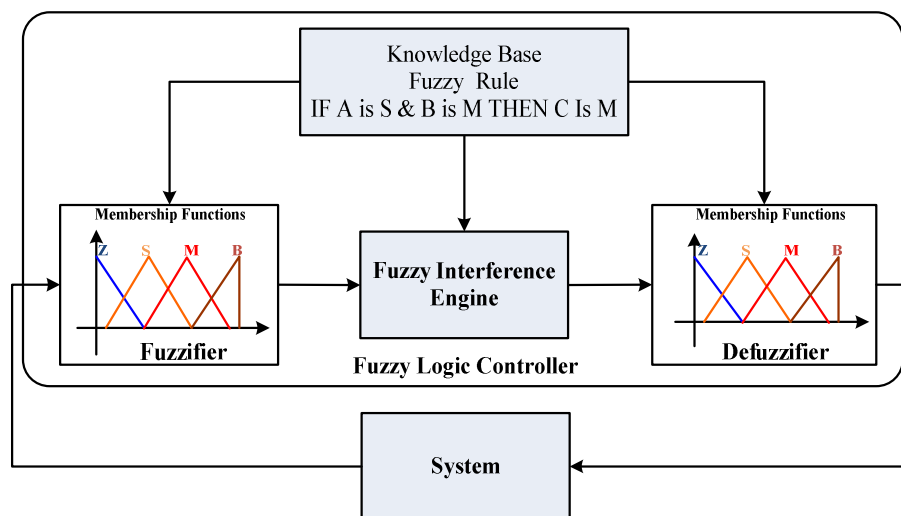 Knowledge Base
Fuzzy Rule
IF A is S & B is M THEN C Is M
Membership Functions
Z S M B
Fuzzifier
Fuzzy Interference
Engine
Membership Functions
Z S M B
Defuzzifier
Fuzzy Logic Controller
System